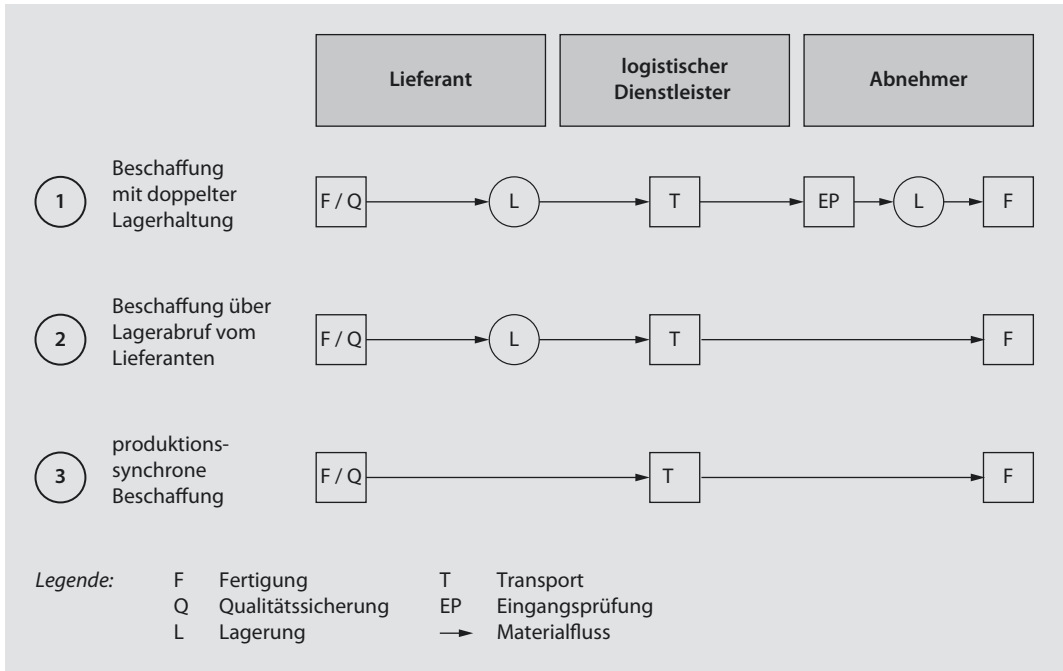 Lieferant
logistischer
Dienstleister
Abnehmer
1
Beschaffung
mit doppelter
Lagerhaltung
F / Q
L
T
EP
L
F
2
Beschaffung über
Lagerabruf vom
Lieferanten
F / Q
L
T
F
3
produktions-
synchrone
Beschaffung
F / Q
T
F
Legende: F Fertigung T Transport
Q Qualitätssicherung EP Eingangsprüfung
L Lagerung → Materialfluss